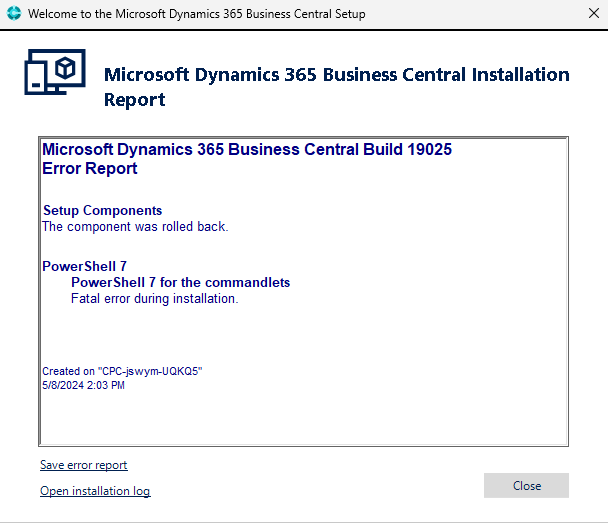 Welcome to the Microsoft Dynamics 365 Business Central Setup
Microsoft Dynamics 365 Business Central Installation
Report
Microsoft Dynamics 365 Business Central Build 19025
Error Report
Setup Components
The component was rolled back.
PowerShell 7
PowerShell 7 for the commandlets
Fatal error during installation.
Created on "CPC-jswym-UQKQ5"
5/8/2024 2:03 PM
Save error report
Open installation log
Close